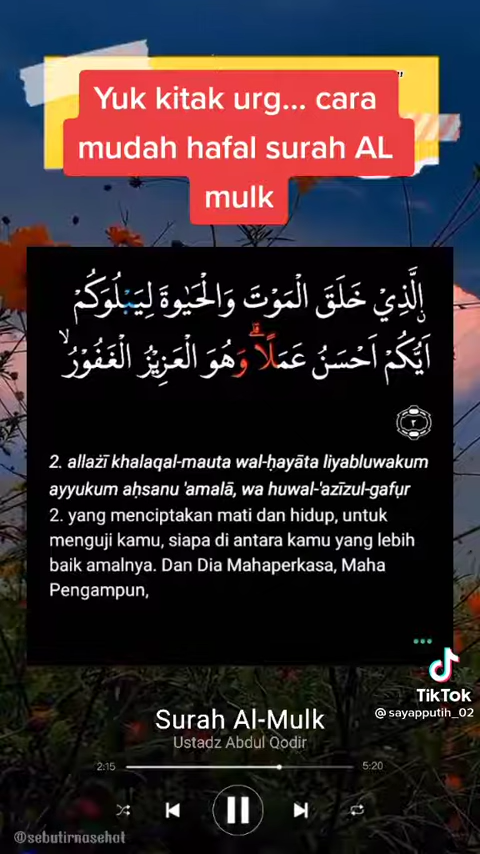 "
Yuk kitak urg... cara
mudah hafal surah AL
mulk
ۨالَّذِيْ خَلَقَ الْمَوْتَ وَالْحَيٰوةَ لِيَبْلُوَكُمْ
اَيُّكُمْ اَحْسَنُ عَمَلًاۗ وَهُوَ الْعَزِيْزُ الْغَفُوْرُۙ
٢
2. allażī khalaqal-mauta wal-ḥayāta liyabluwakum
ayyukum aḥsanu 'amalā, wa huwal-'azīzul-gafụr
2. yang menciptakan mati dan hidup, untuk
menguji kamu, siapa di antara kamu yang lebih
baik amalnya. Dan Dia Mahaperkasa, Maha
Pengampun,
TikTok
@sayapputih_02
Surah Al-Mulk
Ustadz Abdul Qodir
2:15 5:20
@sebutirnasehat